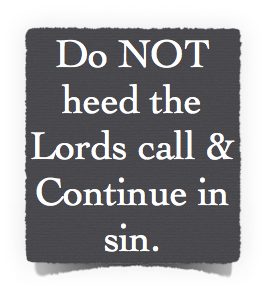 Do NOT
heed the
Lords call &
Continue in
sin.